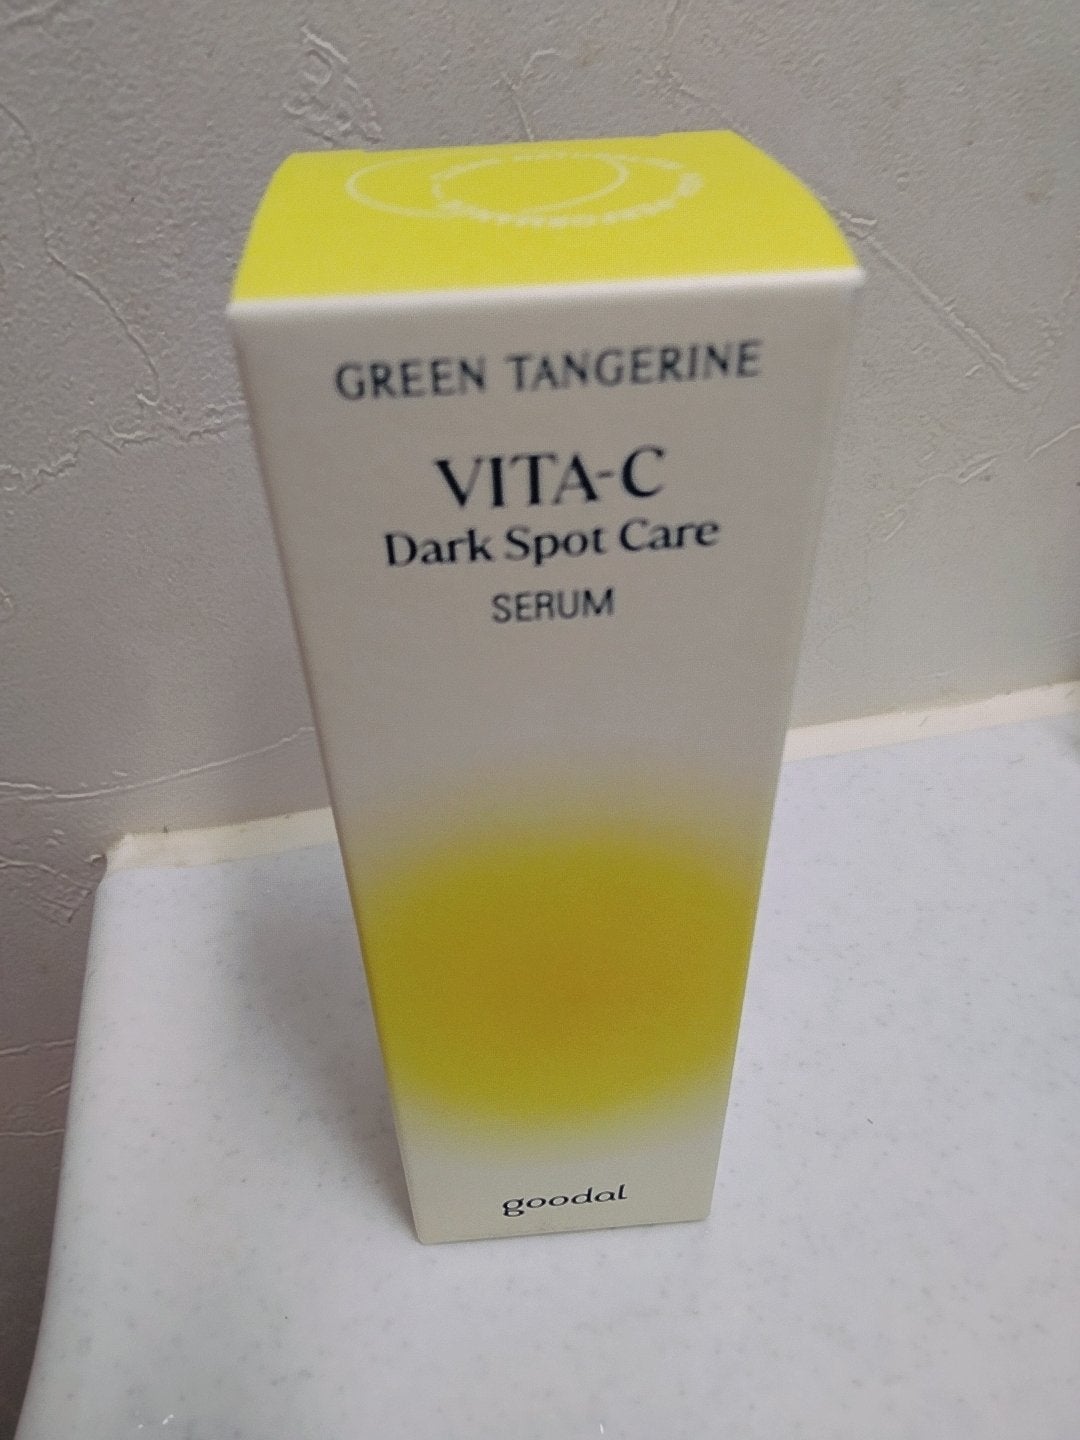 GREEN TANGERINE
VITA-C
Dark Spot Care
SERUM
goodal